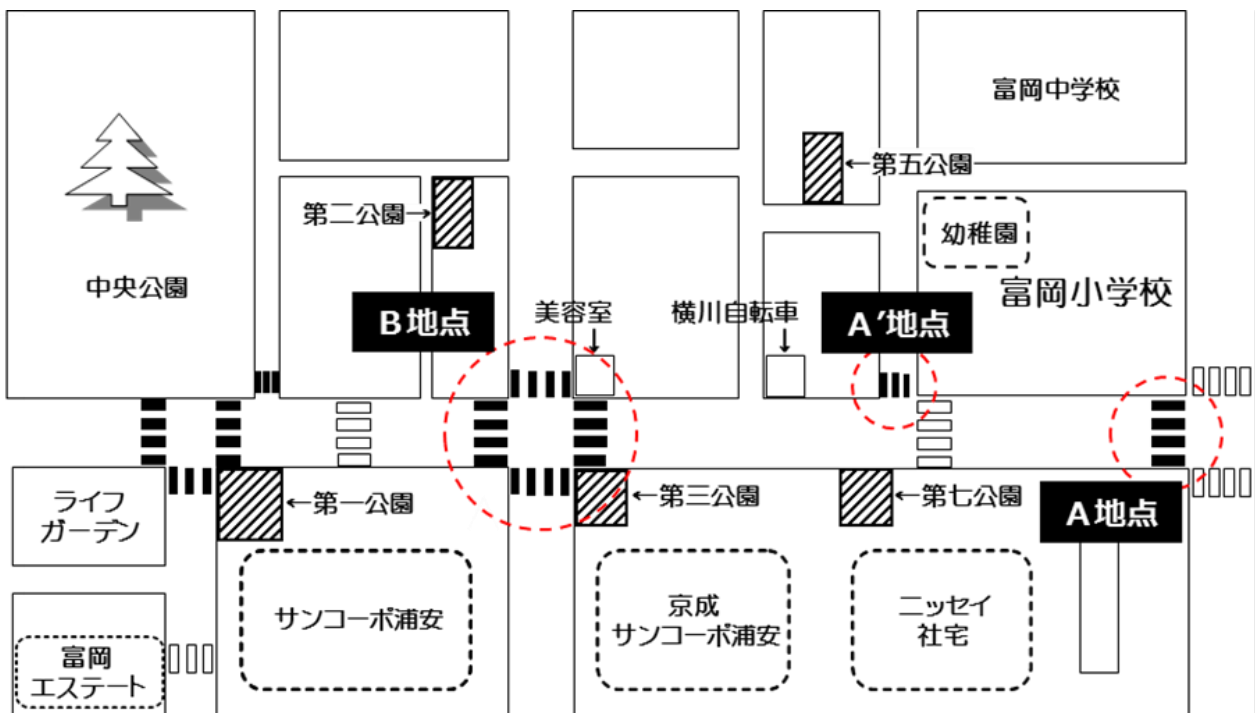 富岡中学校
←第五公園
第二公園→
幼稚園
中央公園
富岡小学校
B地点
美容室
↓
横川自転車
↓
A′地点
ライフ
ガーデン
←第一公園
←第三公園
←第七公園
A地点
サンコーポ浦安
京成
サンコーポ浦安
ニッセイ
社宅
富岡
エステート